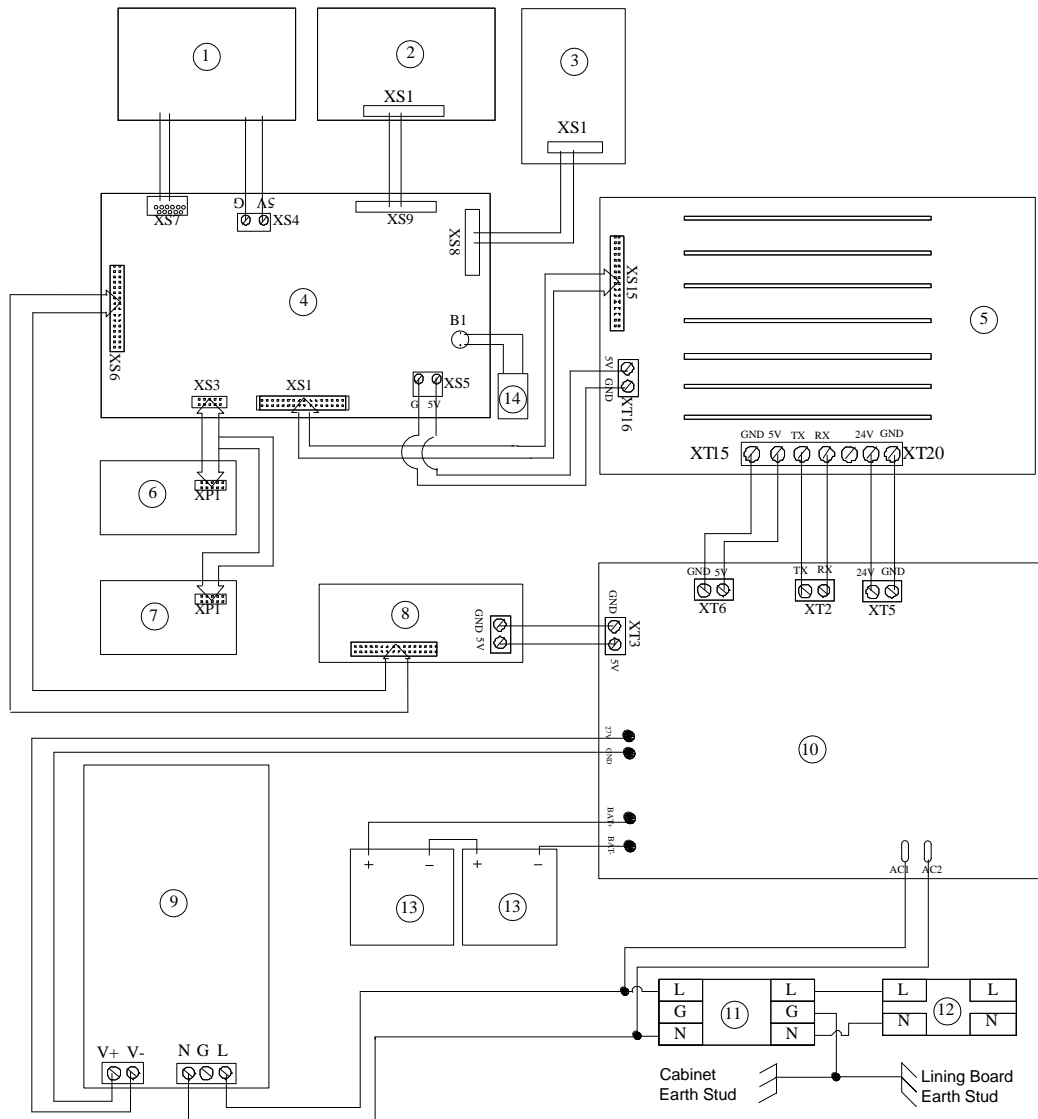 1
2
3
XS1
XS1
XS7
G
5V
XS4
XS9
XS8
4
XS6
B1
XS3
XS1
XS5
G 5V
14
XS15
5
5V
GND
XT16
GND 5V TX RX 24V GND
XT15
XT20
6
XP1
7
XP1
8
GND 5V
GND
XT3
5V
GND 5V
XT6
TX RX
XT2
24V GND
XT5
27V
GND
10
BAT+
BAT-
AC1 AC2
+ − + −
13
13
9
V+ V-
N G L
L
G
N
11
L
G
N
L
N
12
L
N
Cabinet
Earth Stud
Lining Board
Earth Stud